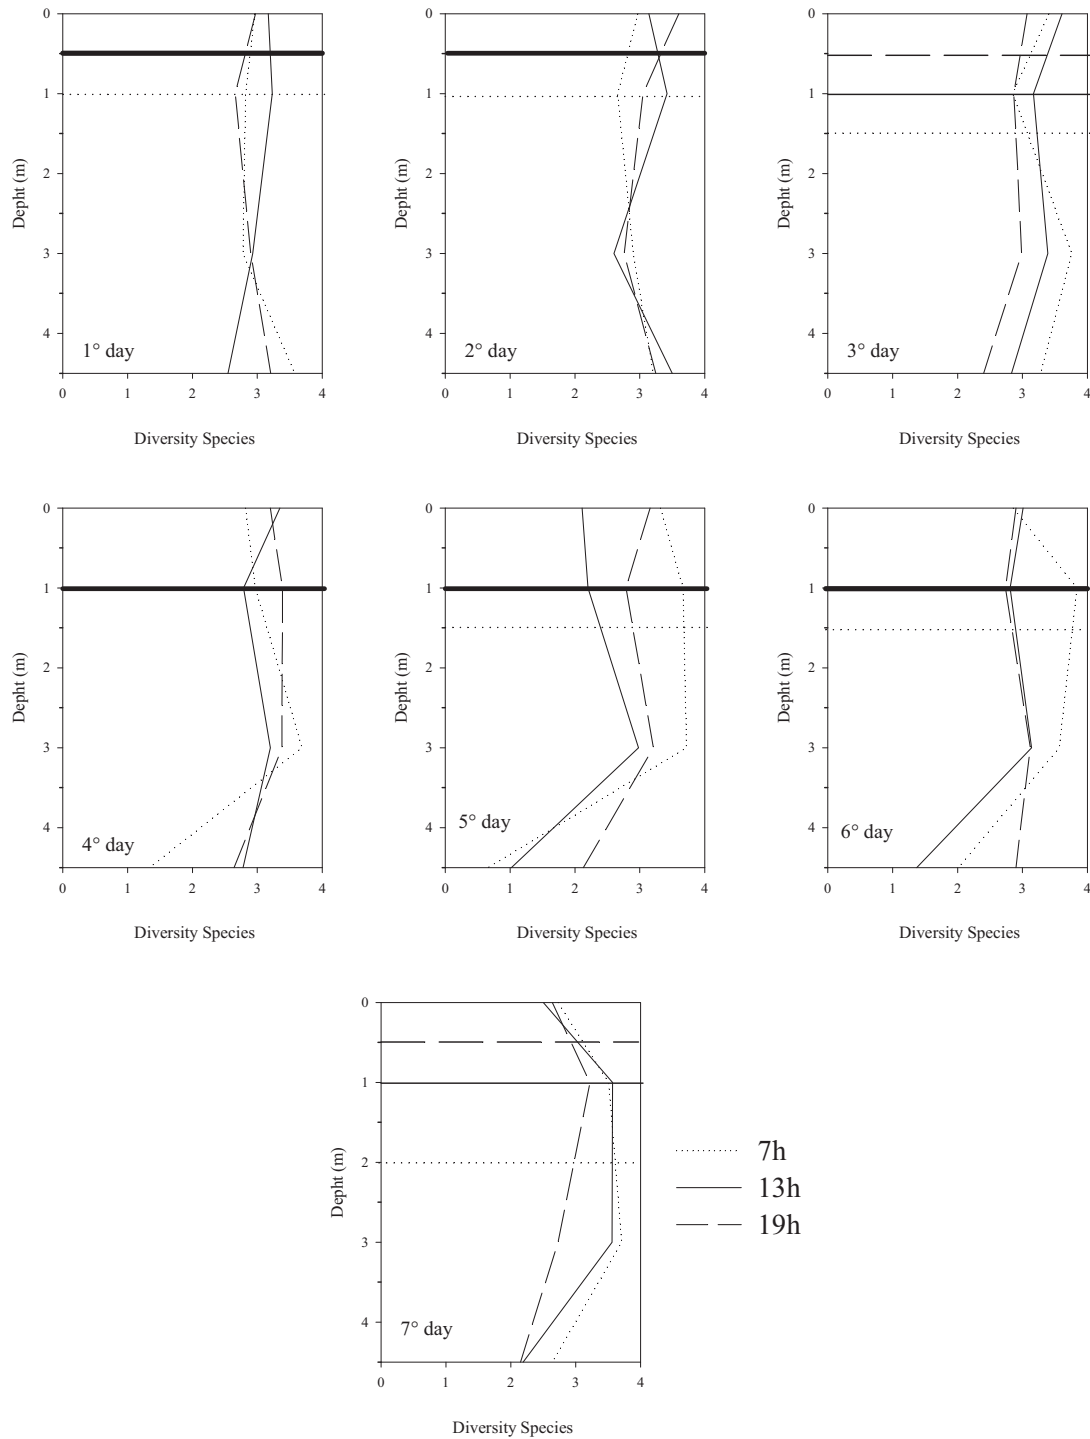 0
1
2
3
4
Depht (m)
1° day
0 1 2 3 4
Diversity Species
0
1
2
3
4
Depht (m)
2° day
0 1 2 3 4
Diversity Species
0
1
2
3
4
Depht (m)
3° day
0 1 2 3 4
Diversity Species
0
1
2
3
4
Depht (m)
4° day
0 1 2 3 4
Diversity Species
0
1
2
3
4
Depht (m)
5° day
0 1 2 3 4
Diversity Species
0
1
2
3
4
Depht (m)
6° day
0 1 2 3 4
Diversity Species
0
1
2
3
4
Depht (m)
7° day
0 1 2 3 4
Diversity Species
7h
13h
19h